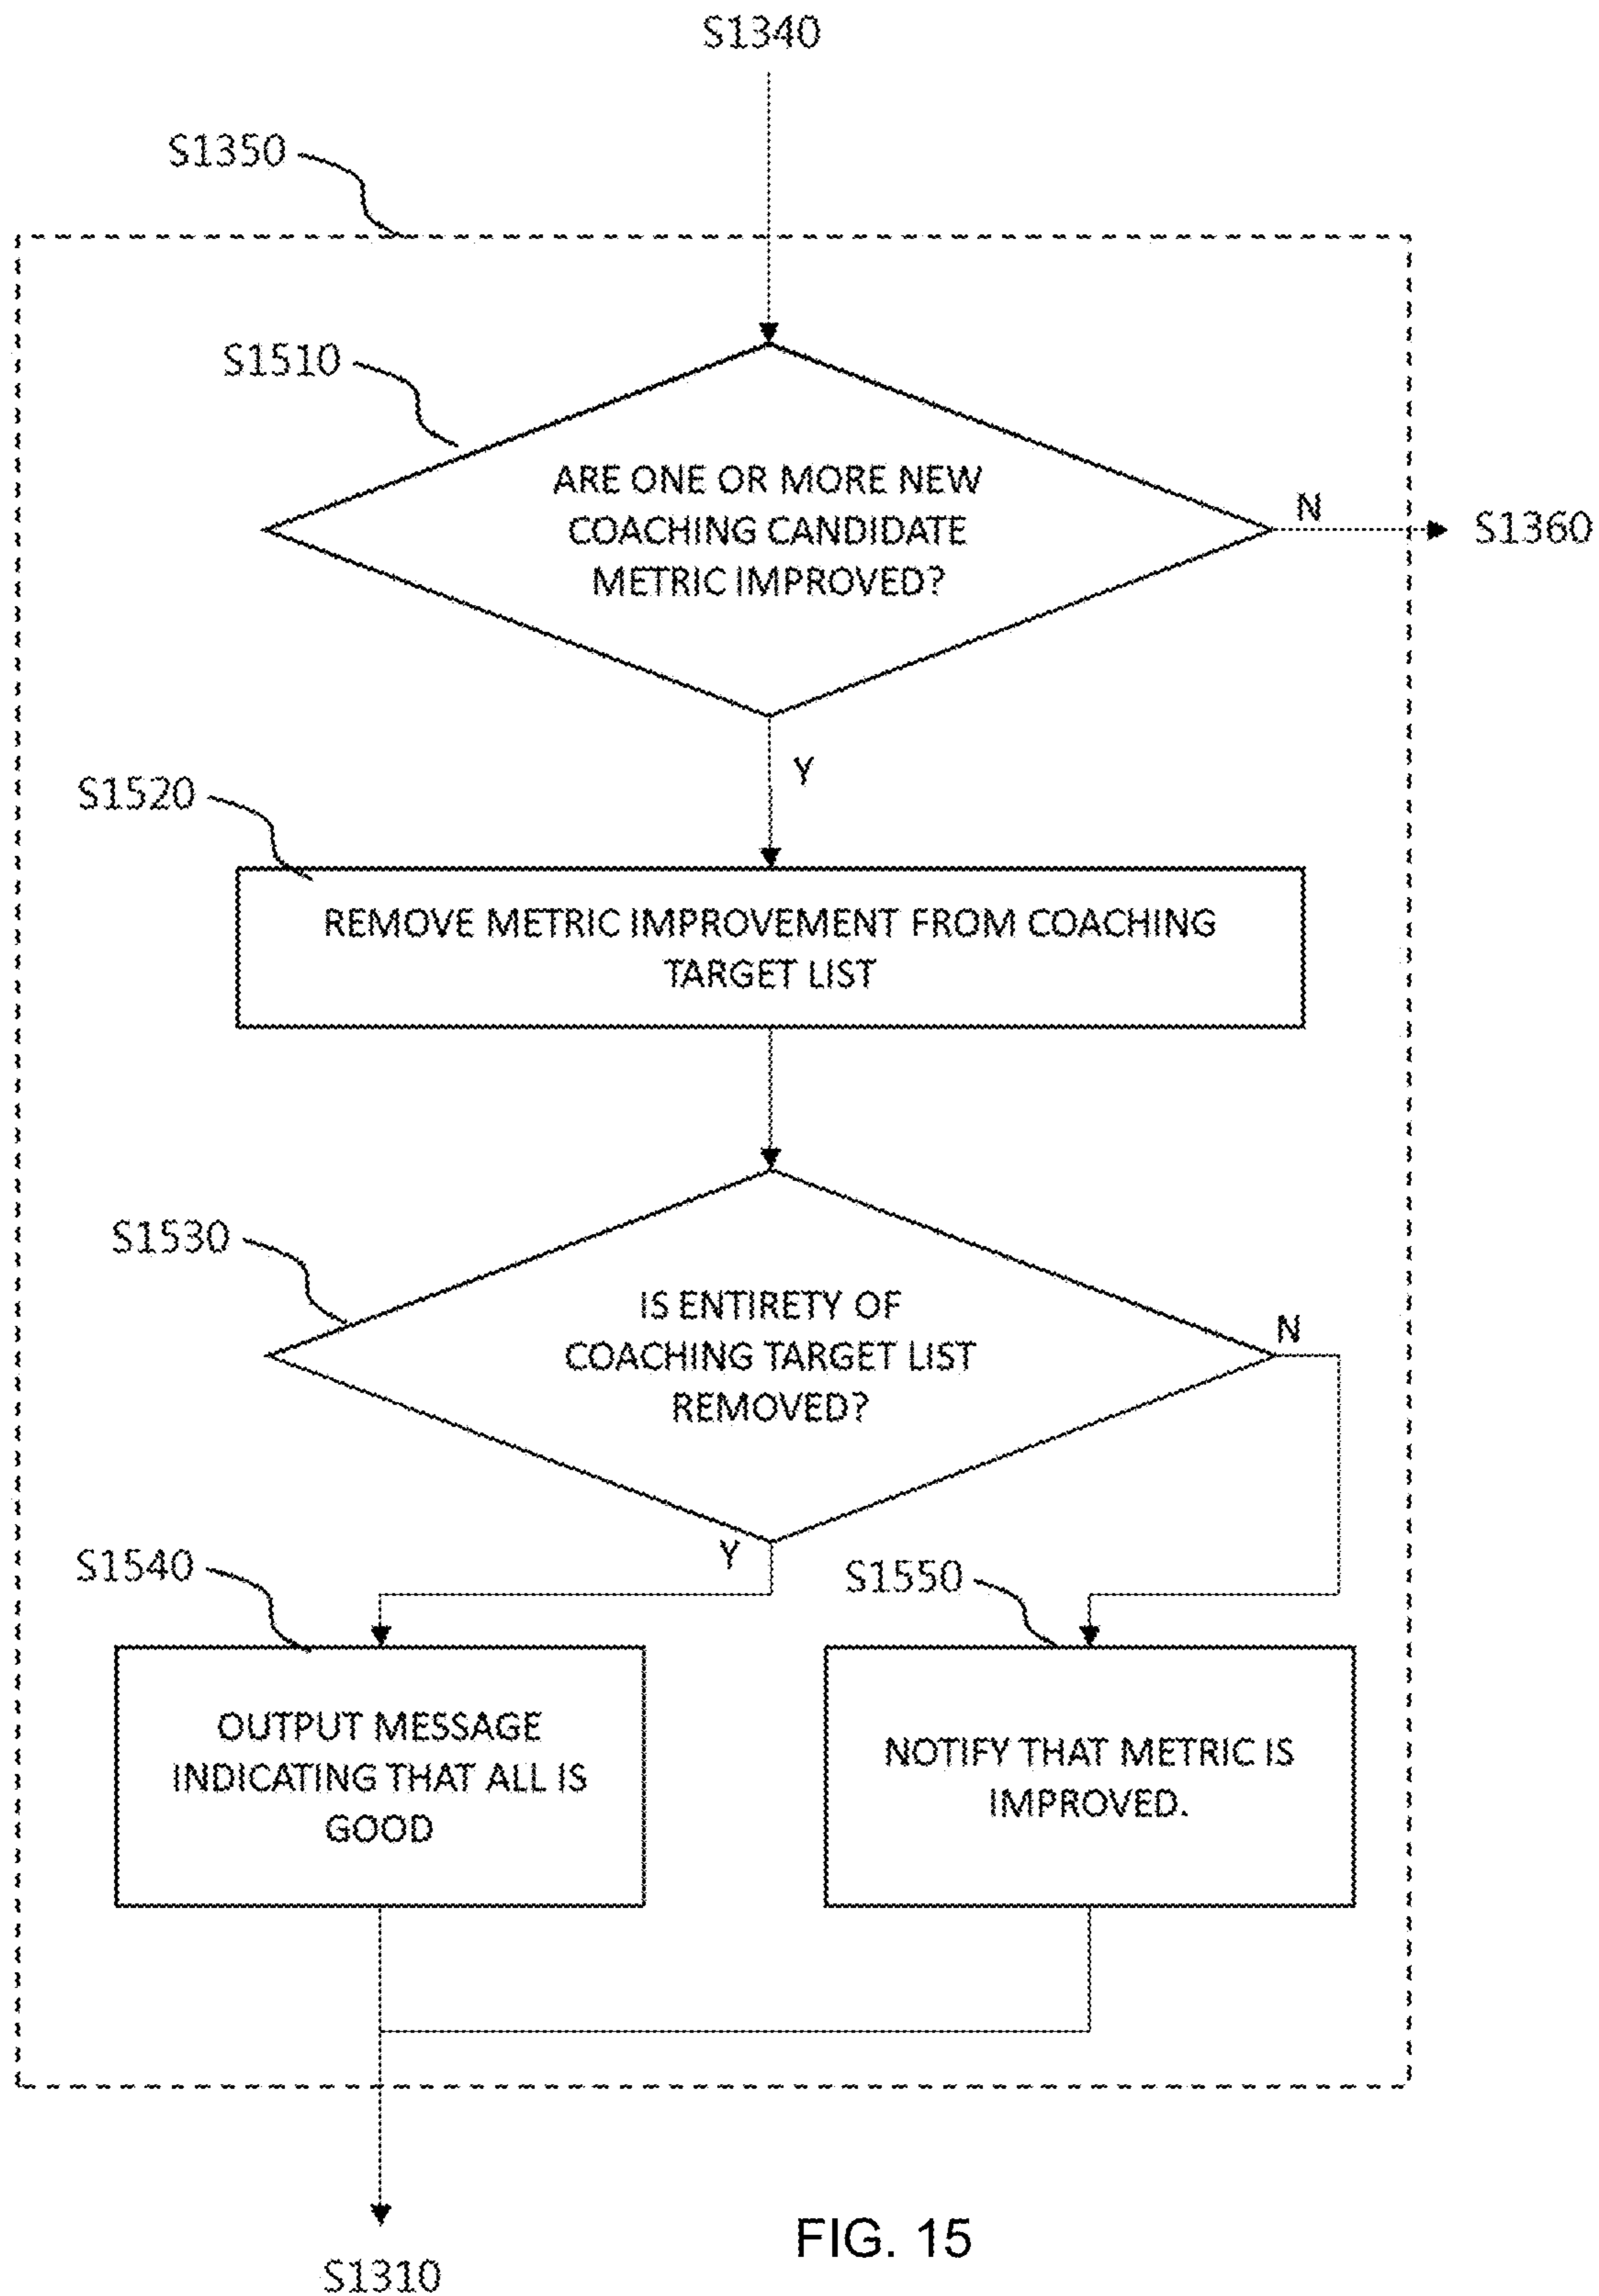 S1340
S1350
S1510
ARE ONE OR MORE NEW
COACHING CANDIDATE
METRIC IMPROVED?
N
S1360
Y
S1520
REMOVE METRIC IMPROVEMENT FROM COACHING
TARGET LIST
S1530
IS ENTIRETY OF
COACHING TARGET LIST
REMOVED?
N
Y
S1540
S1550
OUTPUT MESSAGE
INDICATING THAT ALL IS
GOOD
NOTIFY THAT METRIC IS
IMPROVED.
S1310
FIG. 15